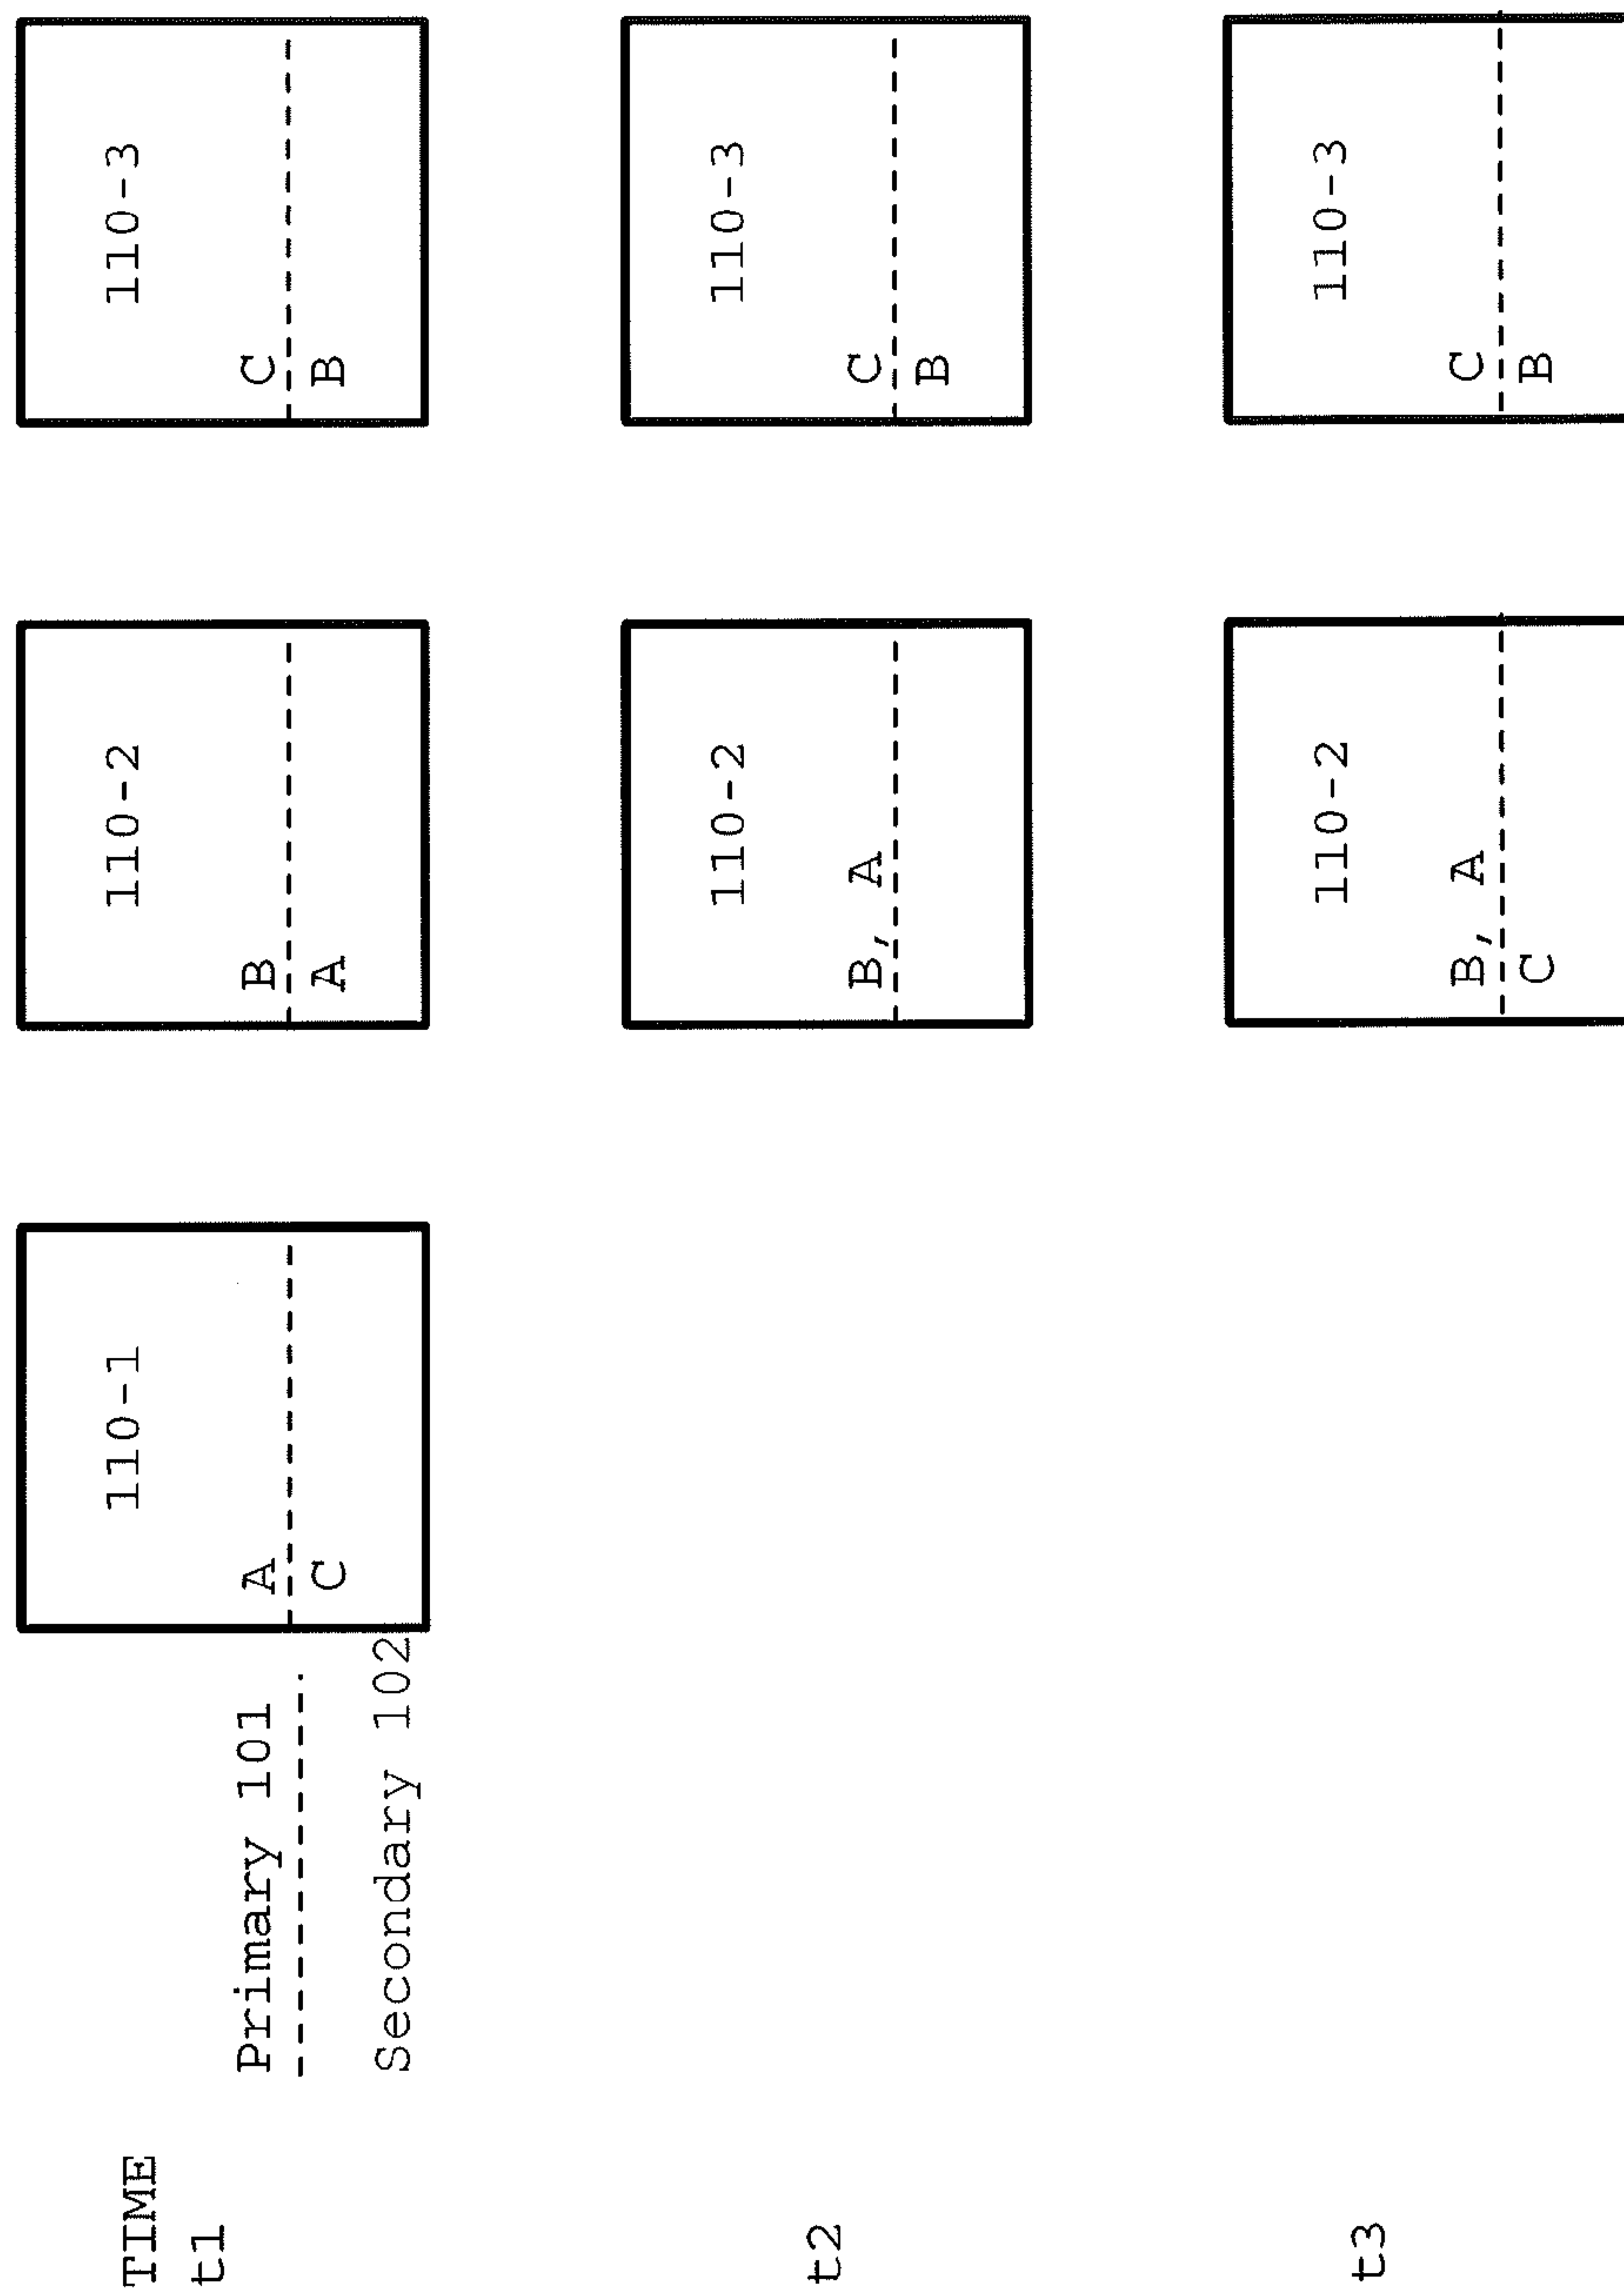 TIME
t1
Primary 101
Secondary 102
110-1
A
C
110-2
B
A
110-3
C
B
t2
110-2
B, A
110-3
C
B
t3
110-2
B, A
C
110-3
C
B